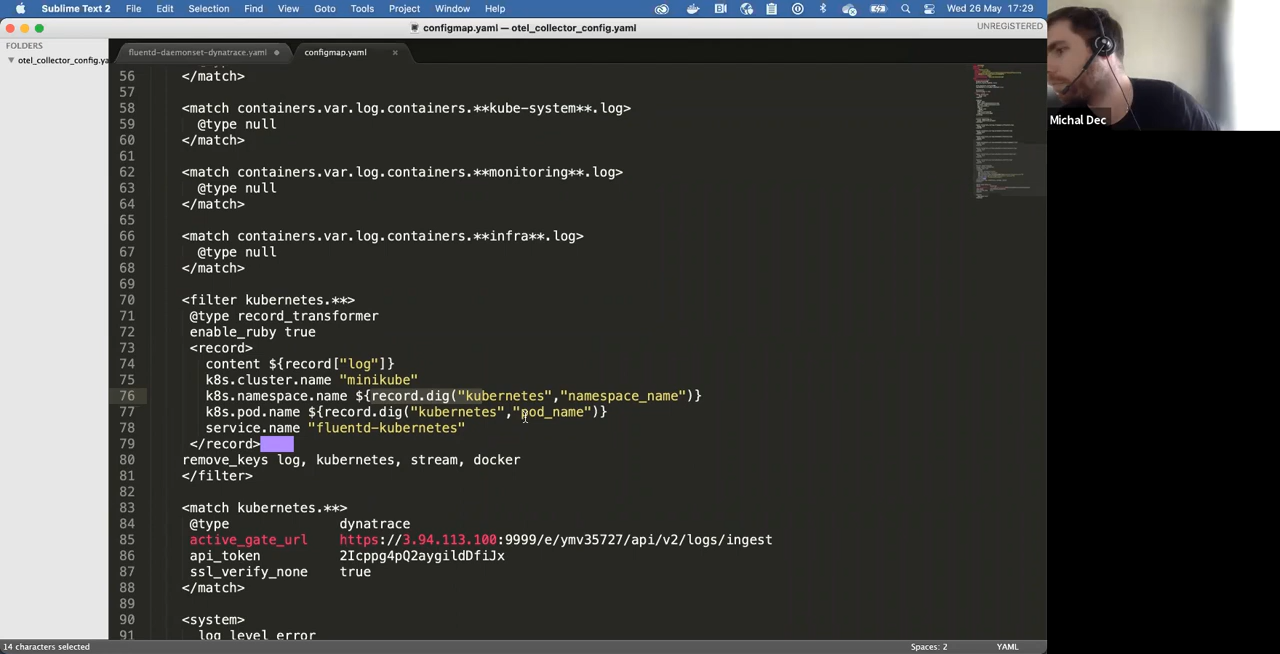 Sublime Text 2 File Edit Selection Find View Goto Tools Project Window Help Wed 26 May 17:29
configmap.yaml — otel_collector_config.yaml UNREGISTERED
FOLDERS
otel_collector_config.ya
fluentd-daemonset-dynatrace.yaml configmap.yaml
56 </match>
57
58 <match containers.var.log.containers.**kube-system**.log>
59 @type null
60 </match>
61
62 <match containers.var.log.containers.**monitoring**.log>
63 @type null
64 </match>
65
66 <match containers.var.log.containers.**infra**.log>
67 @type null
68 </match>
69
70 <filter kubernetes.**>
71 @type record_transformer
72 enable_ruby true
73 <record>
74 content ${record["log"]}
75 k8s.cluster.name "minikube"
76 k8s.namespace.name ${record.dig("kubernetes","namespace_name")}
77 k8s.pod.name ${record.dig("kubernetes","pod_name")}
78 service.name "fluentd-kubernetes"
79 </record>
80 remove_keys log, kubernetes, stream, docker
81 </filter>
82
83 <match kubernetes.**>
84 @type dynatrace
85 active_gate_url https://3.94.113.100:9999/e/ymv35727/api/v2/logs/ingest
86 api_token 2Icppg4pQ2aygildDfiJx
87 ssl_verify_none true
88 </match>
89
90 <system>
91 log_level error
14 characters selected Spaces: 2 YAML
Michal Dec